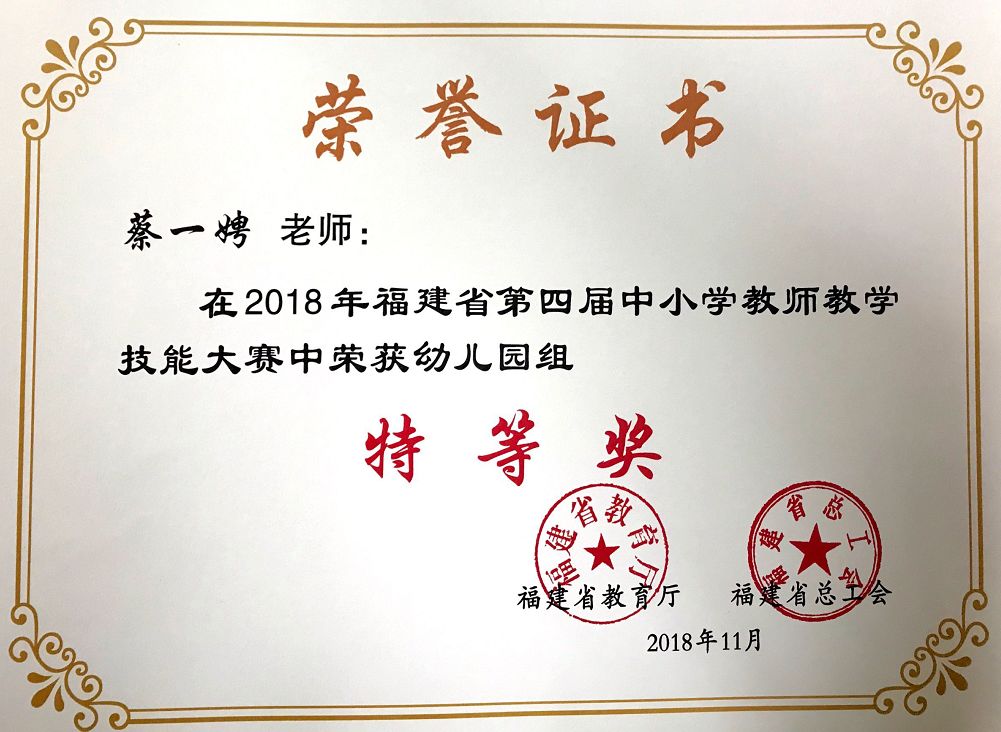 荣誉证书
蔡一娉 老师：
在2018年福建省第四届中小学教师教学
技能大赛中荣获幼儿园组
特等奖
福建省教育厅
福建省总工会
福建省教育厅 福建省总工会
2018年11月